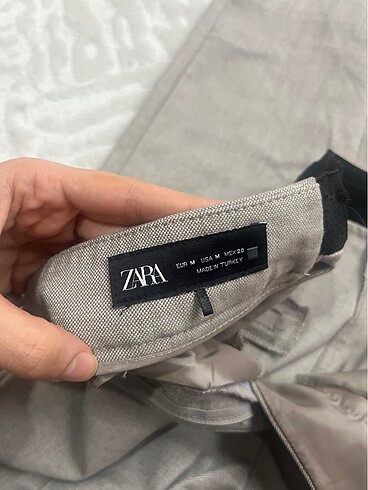 ZARA
EUR M USA M MEX 28
MADE IN TURKEY